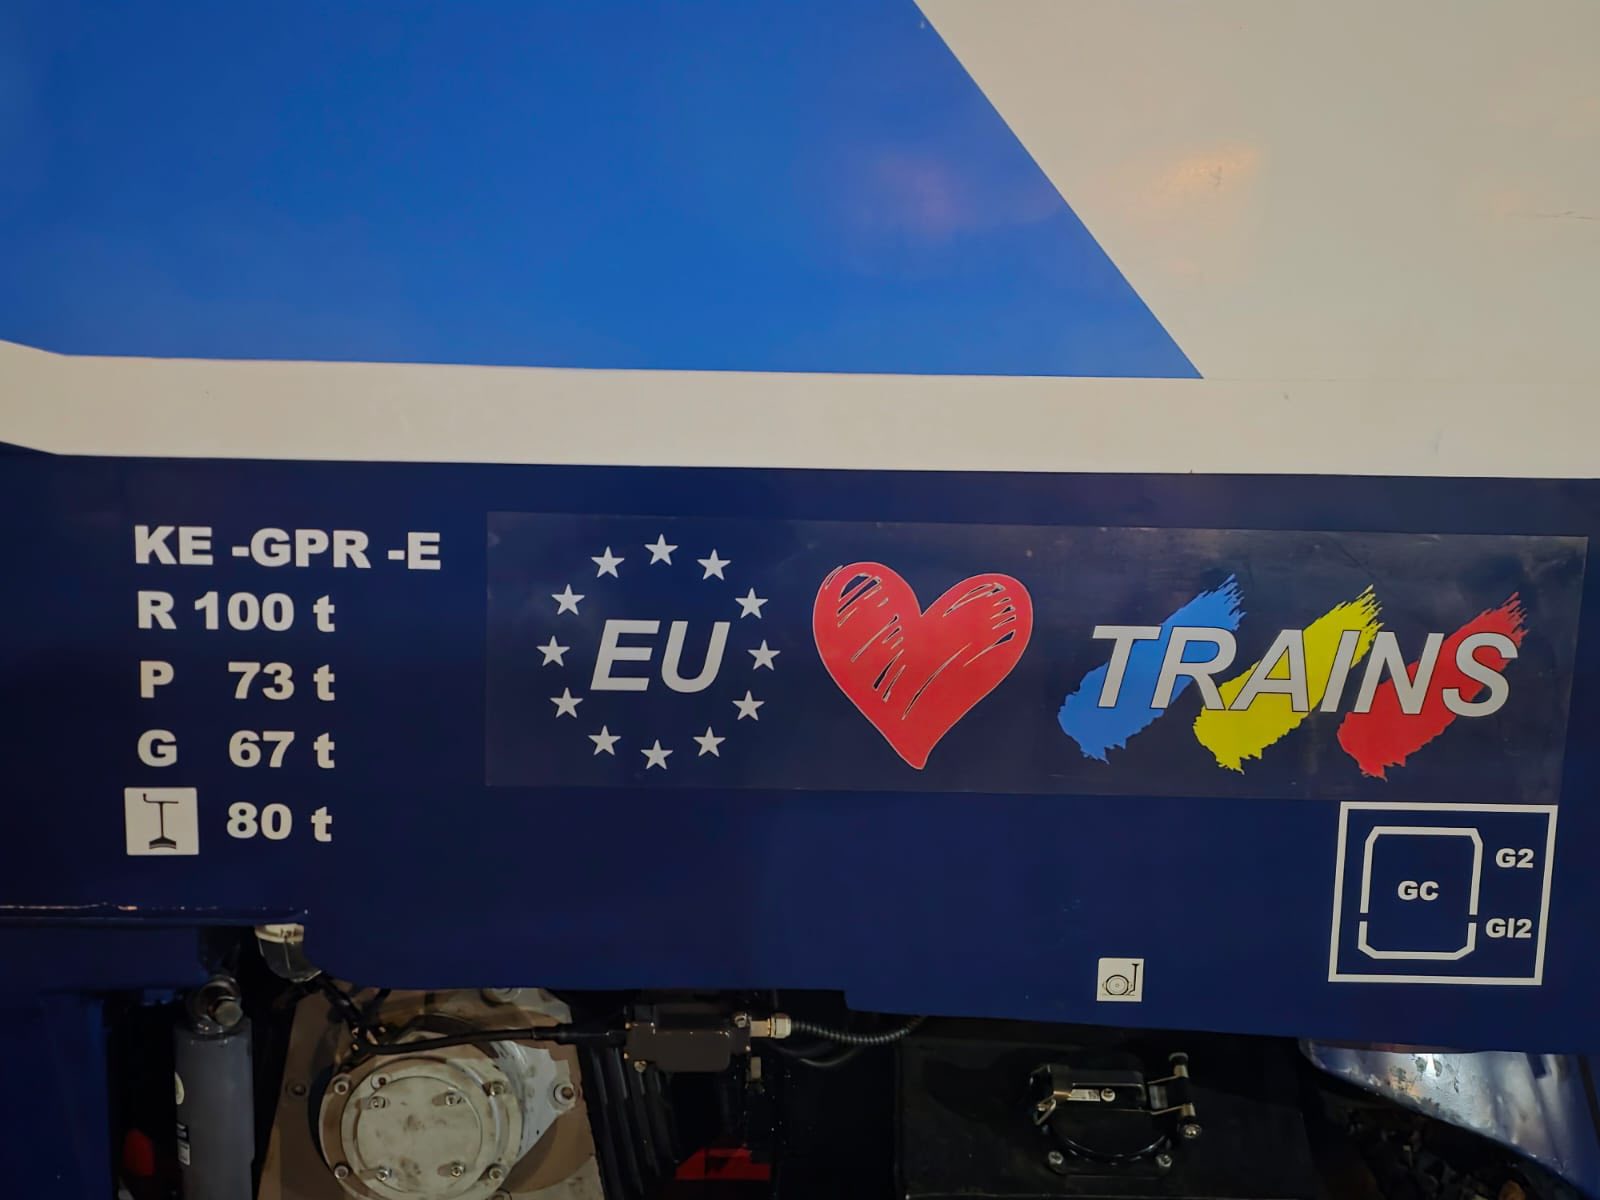 KE -GPR -E
R 100 t
P 73 t
G 67 t
80 t
EU TRAINS
G2
GC
GI2